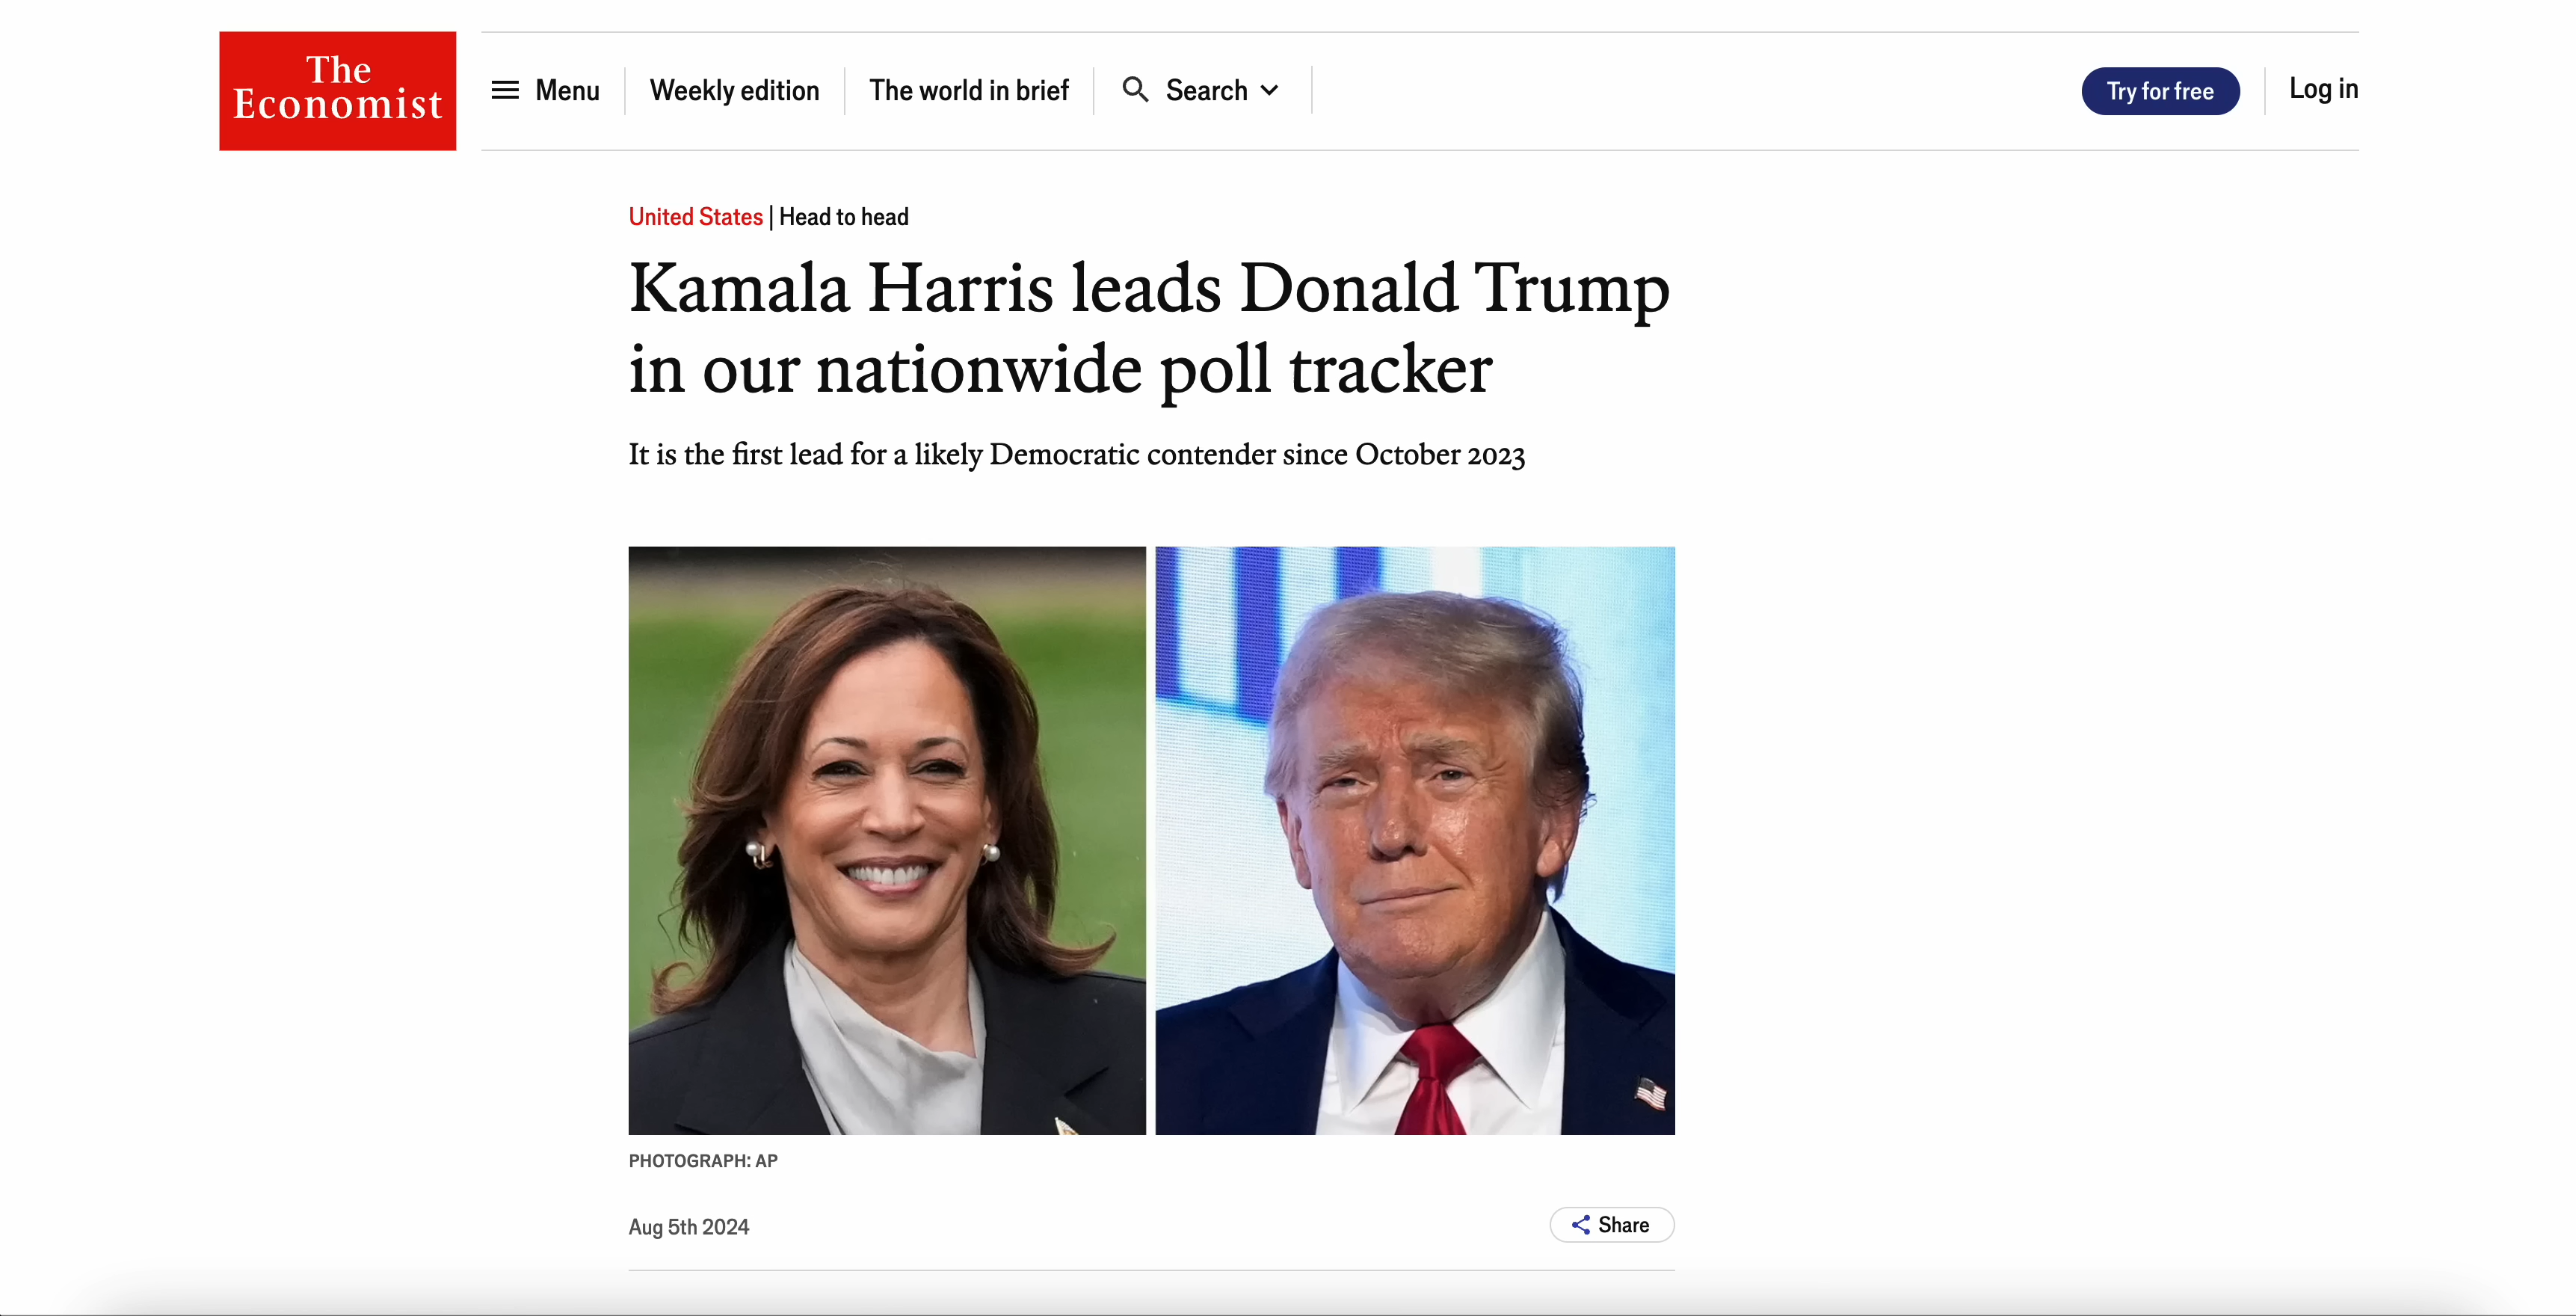 The
Economist
Menu
Weekly edition
The world in brief
Search
Try for free
Log in
United States | Head to head
Kamala Harris leads Donald Trump
in our nationwide poll tracker
It is the first lead for a likely Democratic contender since October 2023
PHOTOGRAPH: AP
Aug 5th 2024
Share